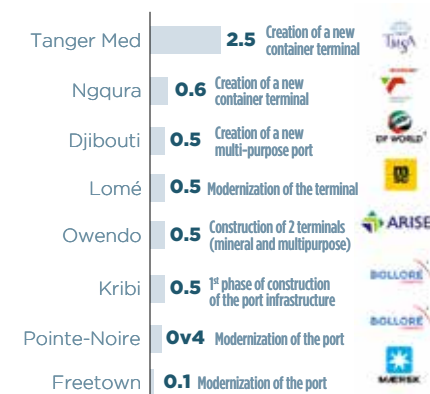 Tanger Med 2.5 Creation of a new
container terminal
TMSA
Ngqura 0.6 Creation of a new
container terminal
Djibouti 0.5 Creation of a new
multi-purpose port
DP WORLD
Lomé 0.5 Modernization of the terminal
Owendo 0.5 Construction of 2 terminals
(mineral and multipurpose)
ARISE
Kribi 0.5 1st phase of construction
of the port infrastructure
BOLLORÉ
Pointe-Noire 0v4 Modernization of the port
BOLLORÉ
Freetown 0.1 Modernization of the port
MAERSK